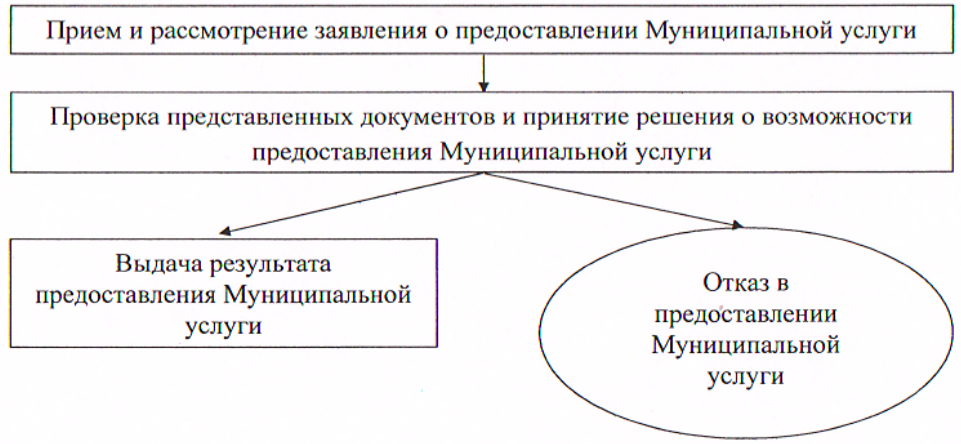 Прием и рассмотрение заявления о предоставлении Муниципальной услуги
Проверка представленных документов и принятие решения о возможности
предоставления Муниципальной услуги
Выдача результата
предоставления Муниципальной
услуги
Отказ в
предоставлении
Муниципальной
услуги